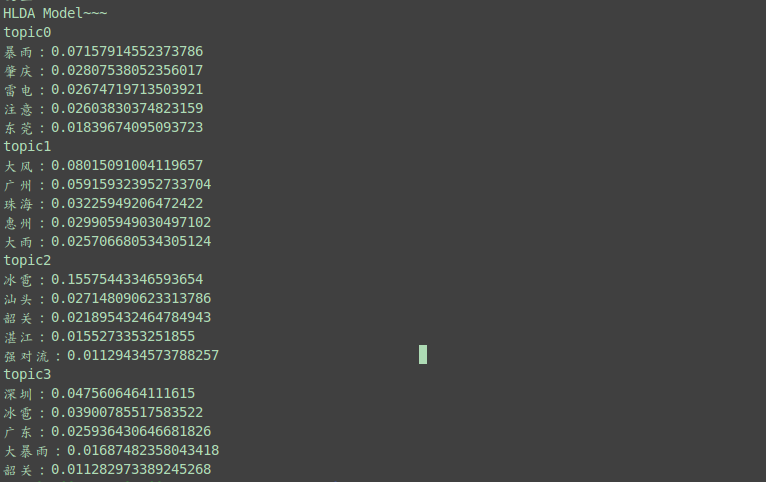 HLDA Model~~~
topic0
暴雨：0.07157914552373786
肇庆：0.02807538052356017
雷电：0.02674719713503921
注意：0.02603830374823159
东莞：0.01839674095093723
topic1
大风：0.08015091004119657
广州：0.059159323952733704
珠海：0.03225949206472422
惠州：0.029905949030497102
大雨：0.025706680534305124
topic2
冰雹：0.15575443346593654
汕头：0.027148090623313786
韶关：0.021895432464784943
湛江：0.0155273353251855
强对流：0.01129434573788257
topic3
深圳：0.0475606464111615
冰雹：0.03900785517583522
广东：0.025936430646681826
大暴雨：0.01687482358043418
韶关：0.011282973389245268